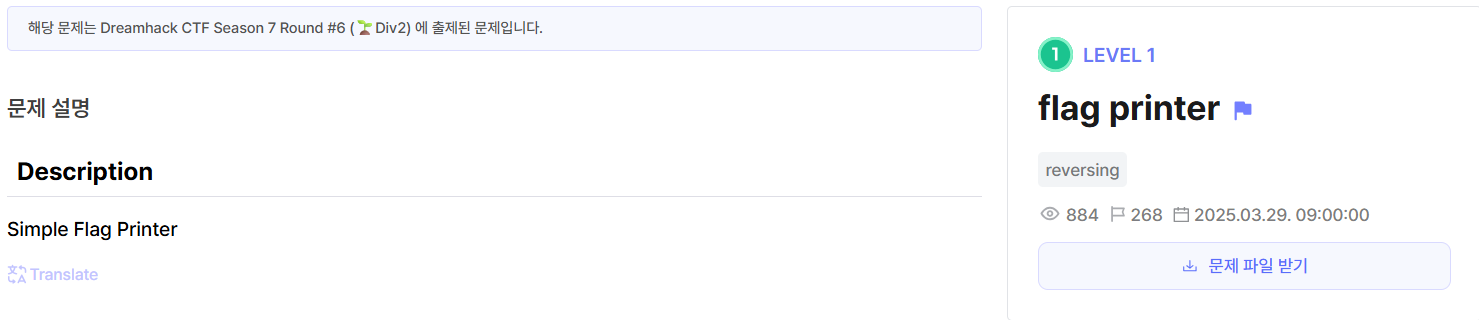 해당 문제는 Dreamhack CTF Season 7 Round #6 (🌱Div2) 에 출제된 문제입니다.
문제 설명
Description
Simple Flag Printer
Translate
1 LEVEL 1
flag printer
reversing
884 268 2025.03.29. 09:00:00
문제 파일 받기